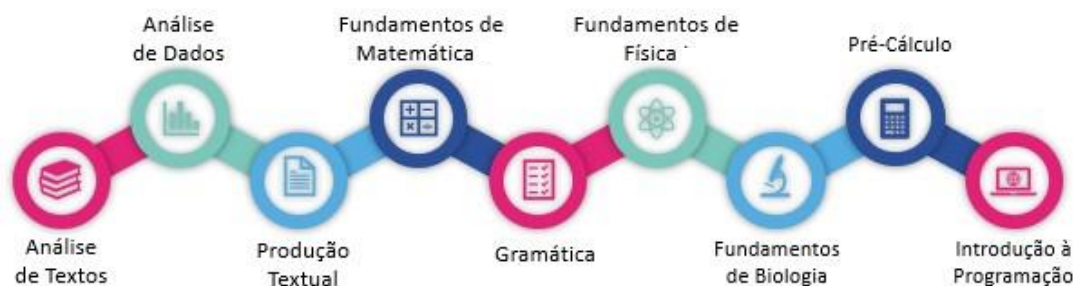 Análise
de Textos
Análise
de Dados
Produção
Textual
Fundamentos de
Matemática
Gramática
Fundamentos de
Física
Fundamentos
de Biologia
Pré-Cálculo
Introdução à
Programação